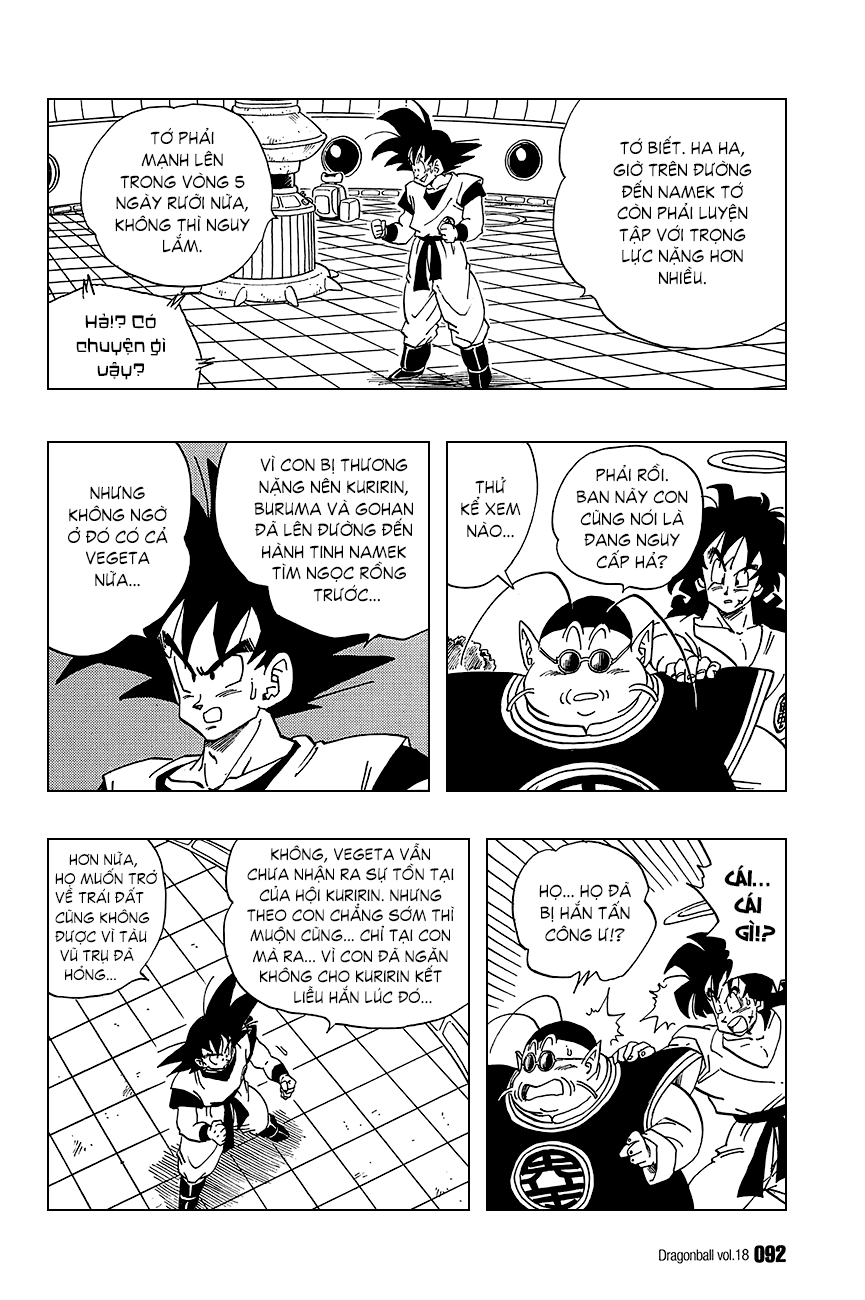 TỚ BIẾT. HA HA,
GIỜ TRÊN ĐƯỜNG
ĐẾN NAMEK TỚ
CÒN PHẢI LUYỆN
TẬP VỚI TRỌNG
LỰC NẶNG HƠN
NHIỀU.
TỚ PHẢI
MẠNH LÊN
TRONG VÒNG 5
NGÀY RƯỠI NỮA,
KHÔNG THÌ NGUY
LẮM.
Hả!? Có
chuyện gì
vậy?
PHẢI RỒI.
BAN NÃY CON
CŨNG NÓI LÀ
ĐANG NGUY
CẤP HẢ?
THỬ
KỂ XEM
NÀO...
VÌ CON BỊ THƯƠNG
NẶNG NÊN KURIRIN,
BURUMA VÀ GOHAN
ĐÃ LÊN ĐƯỜNG ĐẾN
HÀNH TINH NAMEK
TÌM NGỌC RỒNG
TRƯỚC...
NHƯNG
KHÔNG NGỜ
Ở ĐÓ CÓ CẢ
VEGETA
NỮA...
CÁI...
CÁI
GÌ!?
HỌ... HỌ ĐÃ
BỊ HẮN TẤN
CÔNG Ư!?
KHÔNG, VEGETA VẪN
CHƯA NHẬN RA SỰ TỒN TẠI
CỦA HỘI KURIRIN. NHƯNG
THEO CON CHẲNG SỚM THÌ
MUỘN CŨNG... CHỈ TẠI CON
MÀ RA... VÌ CON ĐÃ NGĂN
KHÔNG CHO KURIRIN KẾT
LIỄU HẮN LÚC ĐÓ...
HƠN NỮA,
HỌ MUỐN TRỞ
VỀ TRÁI ĐẤT
CŨNG KHÔNG
ĐƯỢC VÌ TÀU
VŨ TRỤ ĐÃ
HỎNG...
Dragonball vol.18 092